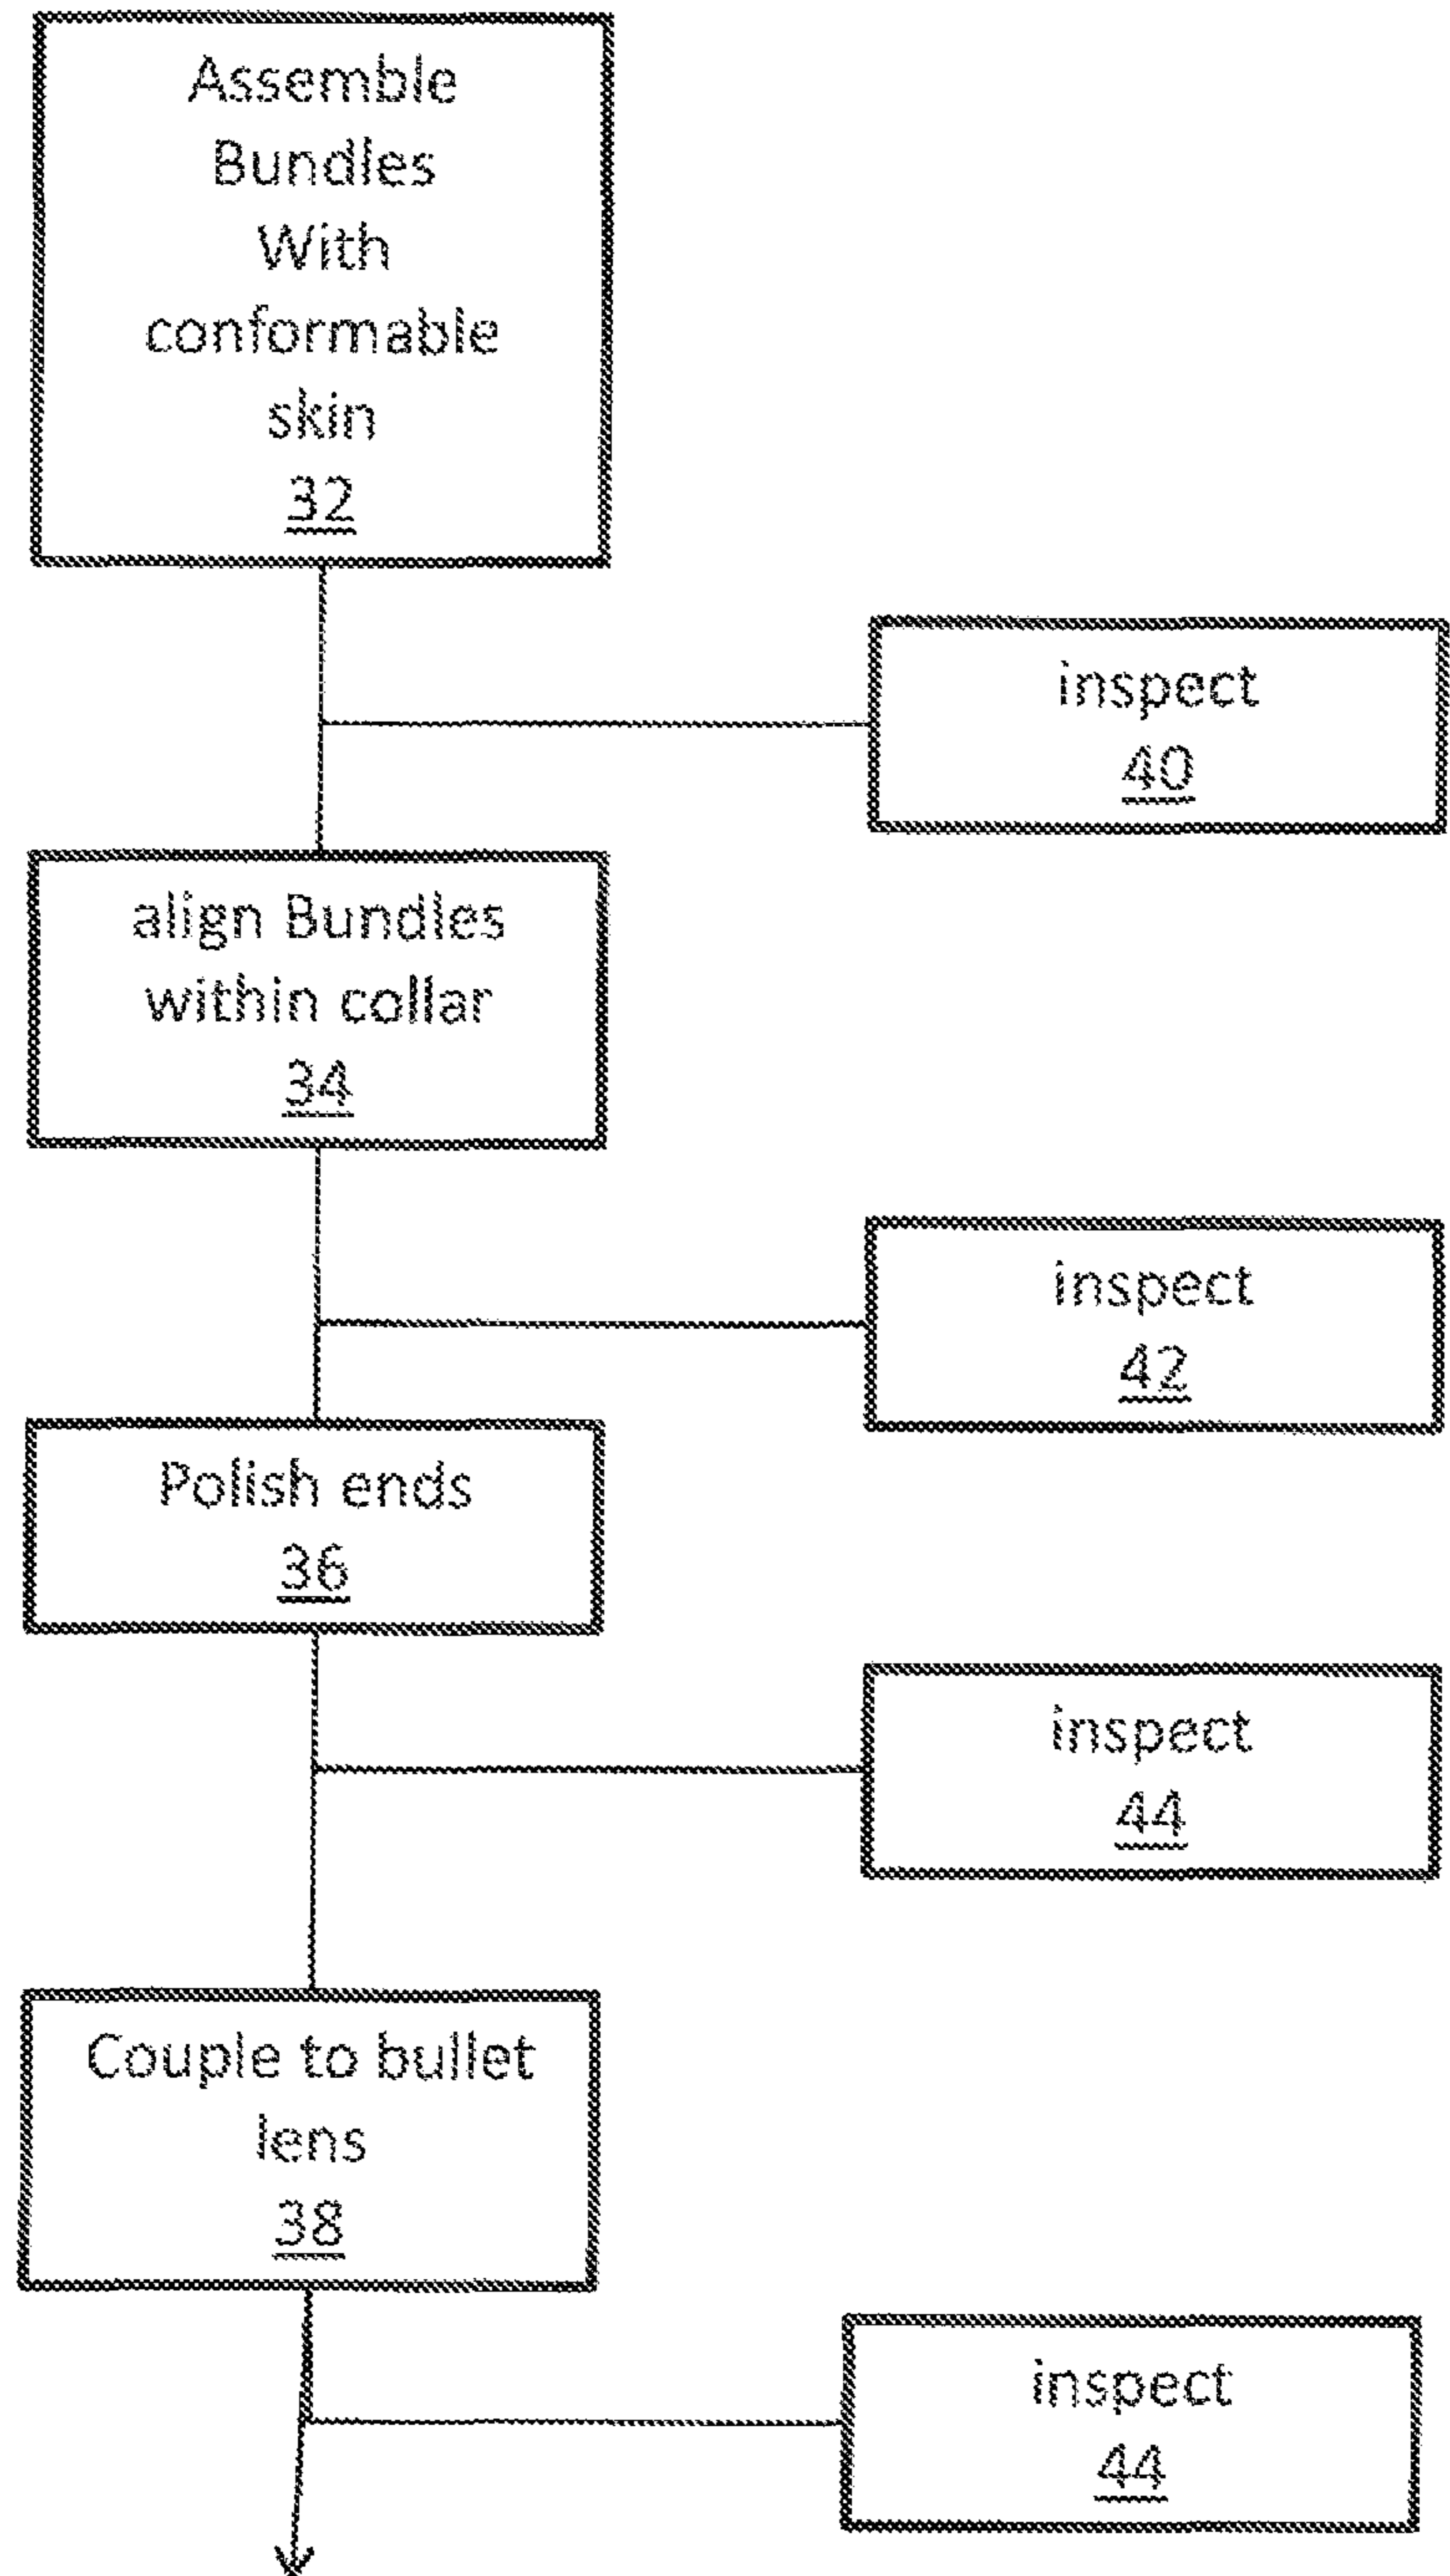 Assemble
Bundles
With
conformable
skin
32
inspect
40
align Bundles
within collar
34
inspect
42
Polish ends
36
inspect
44
Couple to bullet
lens
38
inspect
44